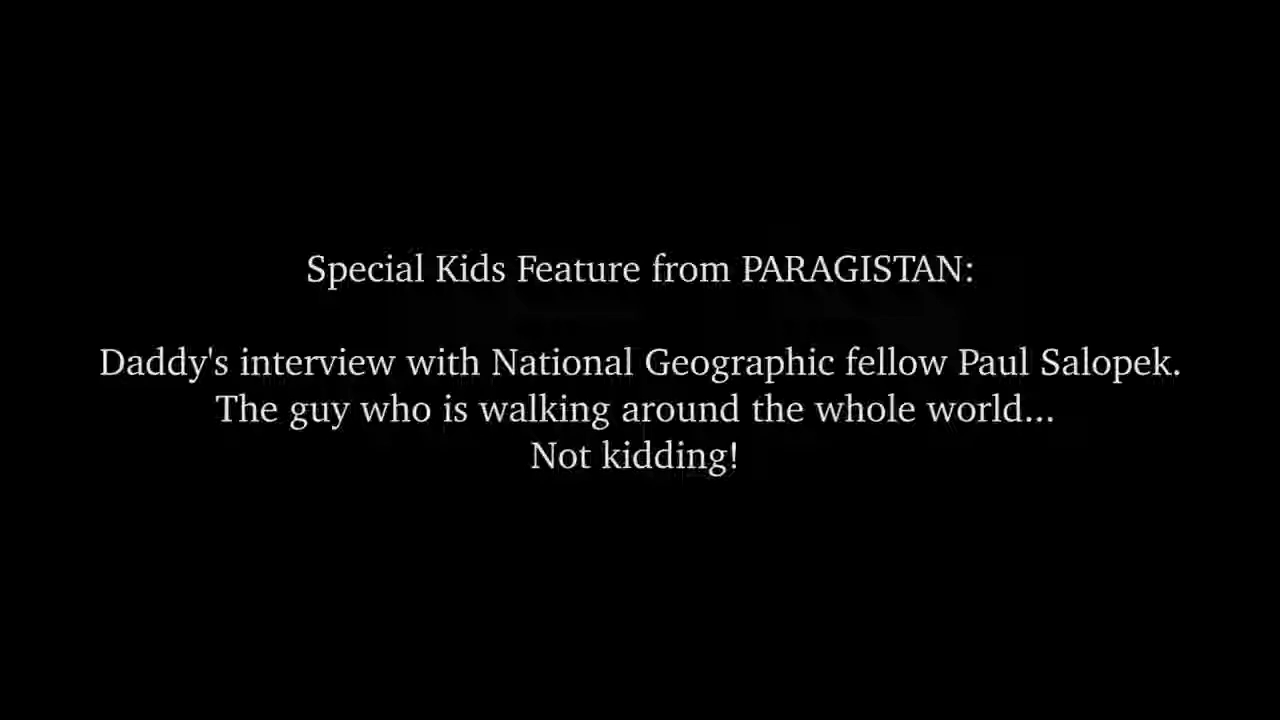 Special Kids Feature from PARAGISTAN:
Daddy's interview with National Geographic fellow Paul Salopek.
The guy who is walking around the whole world...
Not kidding!